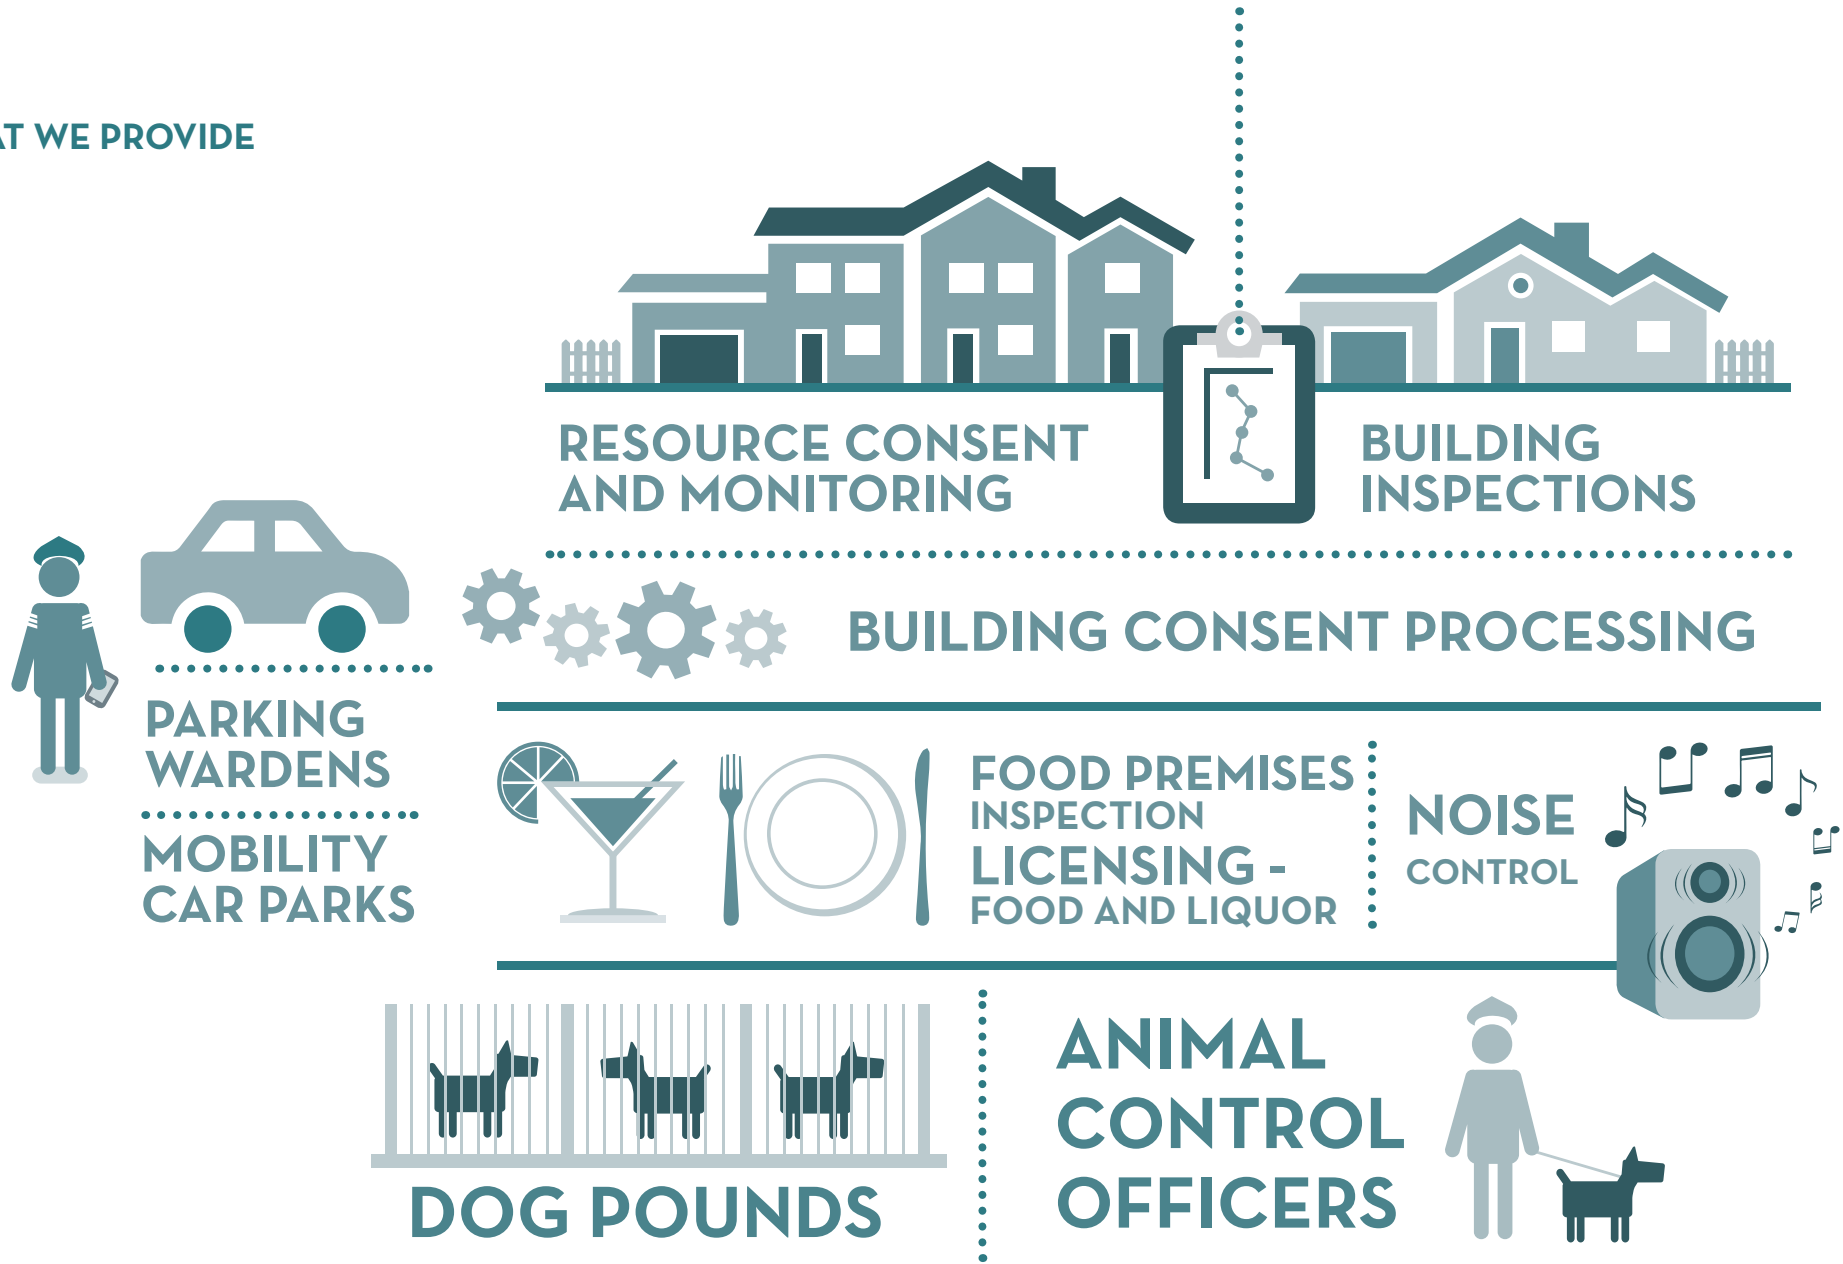 WE PROVIDE
RESOURCE CONSENT
AND MONITORING
BUILDING
INSPECTIONS
BUILDING CONSENT PROCESSING
PARKING
WARDENS
MOBILITY
CAR PARKS
FOOD PREMISES
INSPECTION
LICENSING -
FOOD AND LIQUOR
NOISE
CONTROL
DOG POUNDS
ANIMAL
CONTROL
OFFICERS